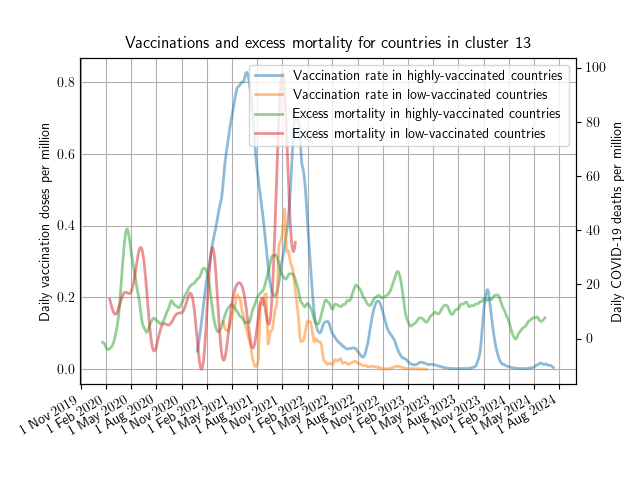 Vaccinations and excess mortality for countries in cluster 13
Vaccination rate in highly-vaccinated countries
Vaccination rate in low-vaccinated countries
Excess mortality in highly-vaccinated countries
Excess mortality in low-vaccinated countries
Daily vaccination doses per million
0.8
0.6
0.4
0.2
0.0
100
80
60
40
20
0
Daily COVID-19 deaths per million
1 Nov 2019
1 Feb 2020
1 May 2020
1 Aug 2020
1 Nov 2020
1 Feb 2021
1 May 2021
1 Aug 2021
1 Nov 2021
1 Feb 2022
1 May 2022
1 Aug 2022
1 Nov 2022
1 Feb 2023
1 May 2023
1 Aug 2023
1 Nov 2023
1 Feb 2024
1 May 2024
1 Aug 2024